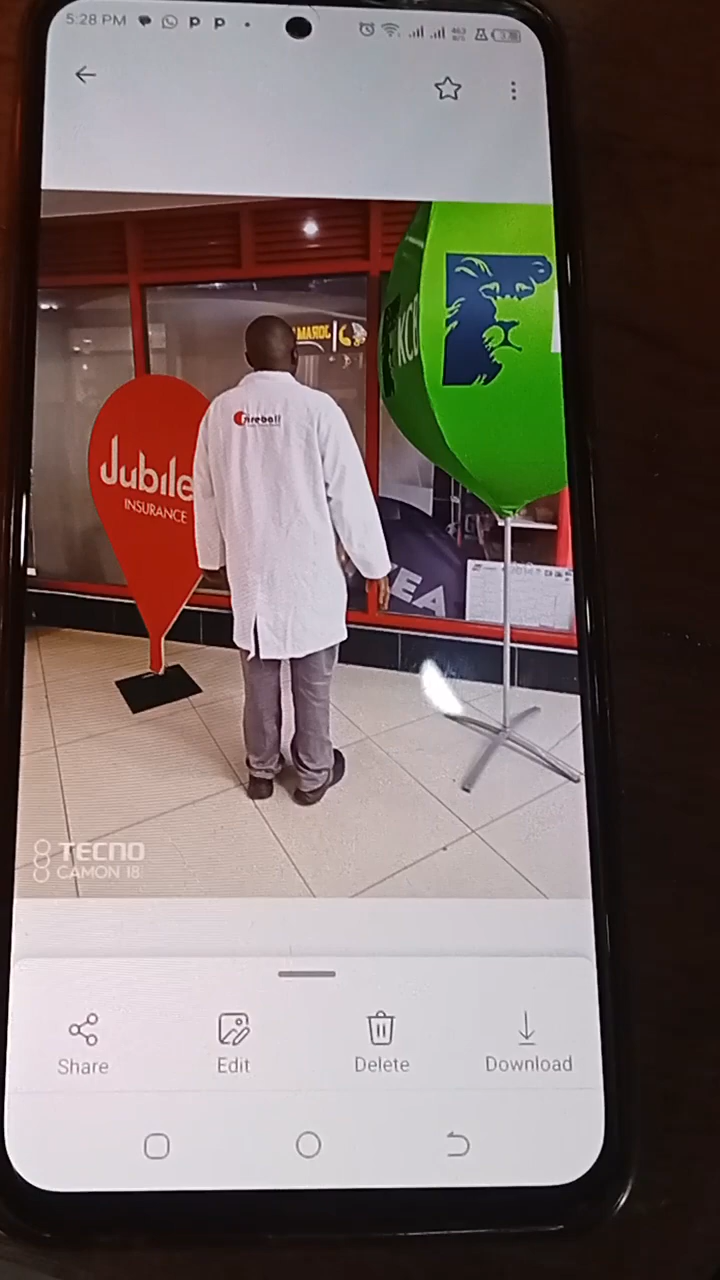 5:28 PM
Jubilee
INSURANCE
fireball
KCB
TECNO
CAMON 18
Share
Edit
Delete
Download